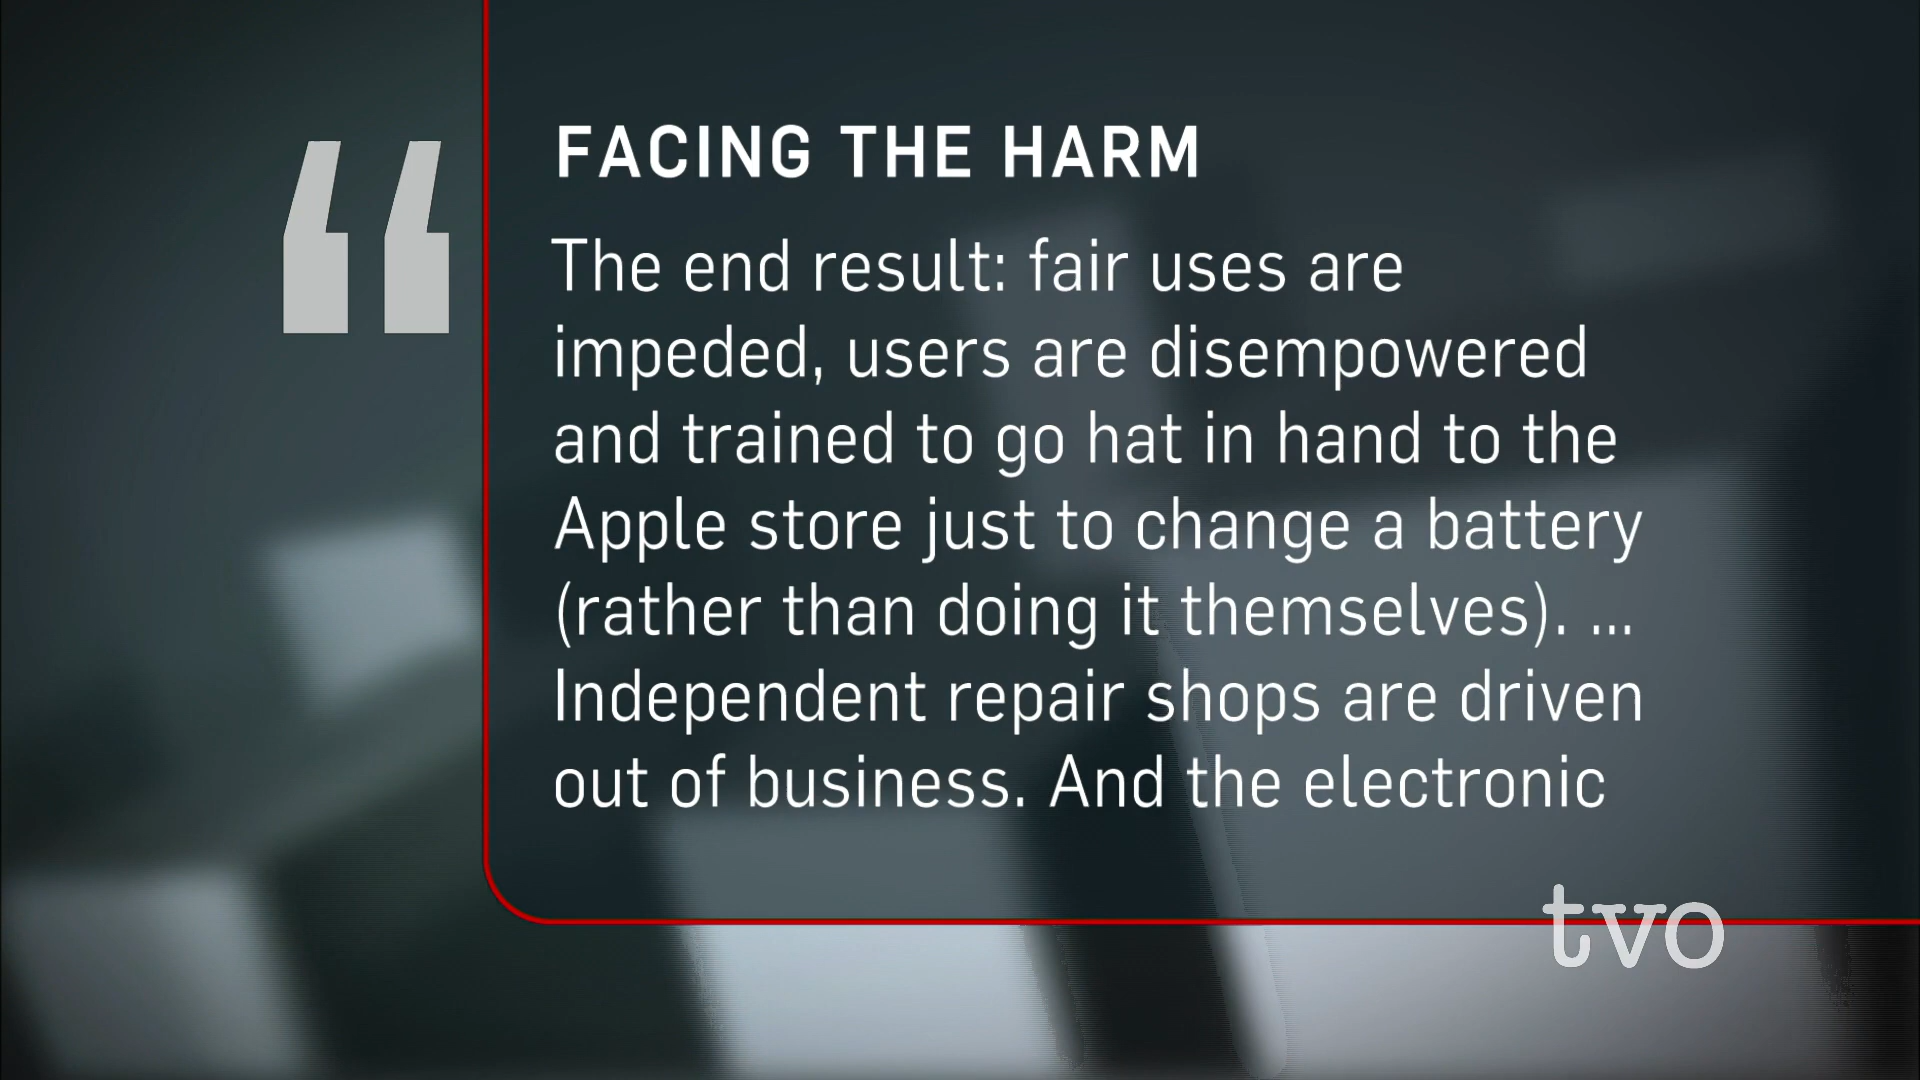 “
FACING THE HARM
The end result: fair uses are
impeded, users are disempowered
and trained to go hat in hand to the
Apple store just to change a battery
(rather than doing it themselves). ...
Independent repair shops are driven
out of business. And the electronic
tvo